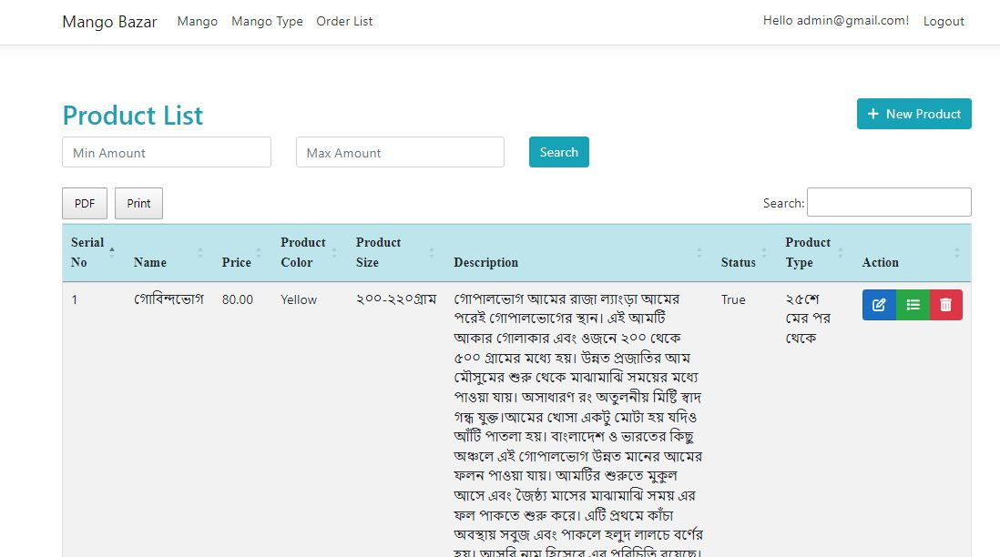 Mango Bazar Mango Mango Type Order List Hello admin@gmail.com! Logout
Product List
+ New Product
Min Amount Max Amount Search
PDF Print Search:
Serial No Name Price Product Color Product Size Description Status Product Type Action
1 গোবিন্দভোগ 80.00 Yellow ২০০-২২০গ্রাম
গোপালভোগ আমের রাজা ল্যাংড়া আমের
পরেই গোপালভোগের স্থান। এই আমটি
আকার গোলাকার এবং ওজনে ২০০ থেকে
৫০০ গ্রামের মধ্যে হয়। উন্নত প্রজাতির আম
মৌসুমের শুরু থেকে মাঝামাঝি সময়ের মধ্যে
পাওয়া যায়। অসাধারণ রং অতুলনীয় মিষ্টি স্বাদ
গন্ধ যুক্ত।আমের খোসা একটু মোটা হয় যদিও
আঁটি পাতলা হয়। বাংলাদেশ ও ভারতের কিছু
অঞ্চলে এই গোপালভোগ উন্নত মানের আমের
ফলন পাওয়া যায়। আমটির শুরুতে মুকুল
আসে এবং জৈষ্ঠ্য মাসের মাঝামাঝি সময় এর
ফল পাকতে শুরু করে। এটি প্রথমে কাঁচা
অবস্থায় সবুজ এবং পাকলে হলুদ লালচে বর্ণের
হয়। আসরি নাম হিসেবে এর পরিচিতি রয়েছে।
True
২৫শে
মের পর
থেকে